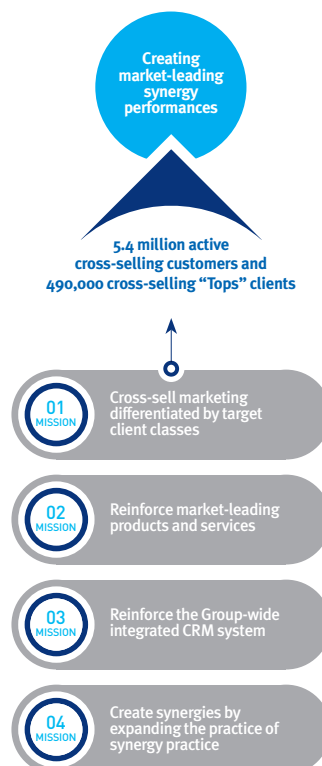 Creating
market-leading
synergy
performances
5.4 million active
cross-selling customers and
490,000 cross-selling “Tops” clients
01
MISSION
Cross-sell marketing
differentiated by target
client classes
02
MISSION
Reinforce market-leading
products and services
03
MISSION
Reinforce the Group-wide
integrated CRM system
04
MISSION
Create synergies by
expanding the practice of
synergy practice